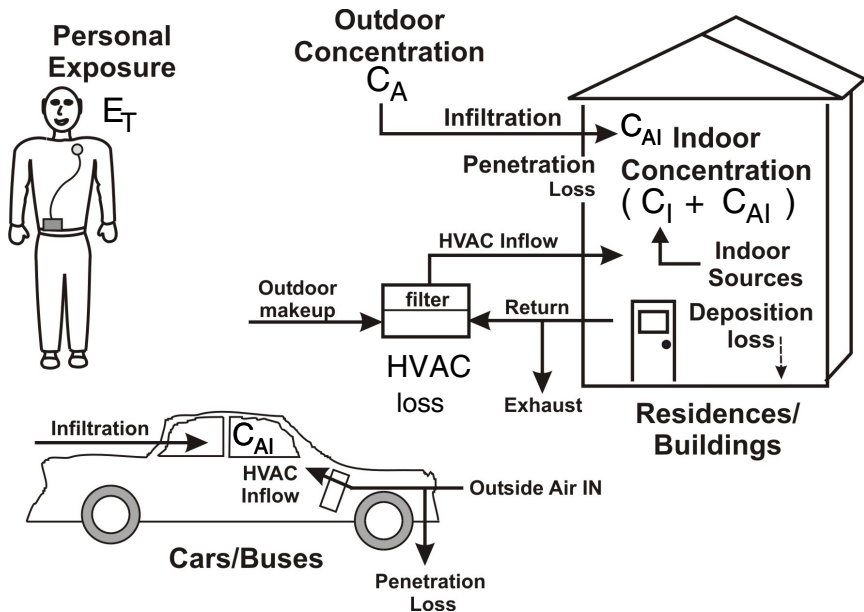 Personal
Exposure
E_T
Outdoor
Concentration
C_A
Infiltration
Penetration
Loss
C_AI Indoor
Concentration
( C_I + C_AI )
Indoor
Sources
HVAC Inflow
Outdoor
makeup
filter
Return
HVAC
loss
Exhaust
Deposition
loss
Residences/
Buildings
Infiltration
C_AI
HVAC
Inflow
Outside Air IN
Cars/Buses
Penetration
Loss